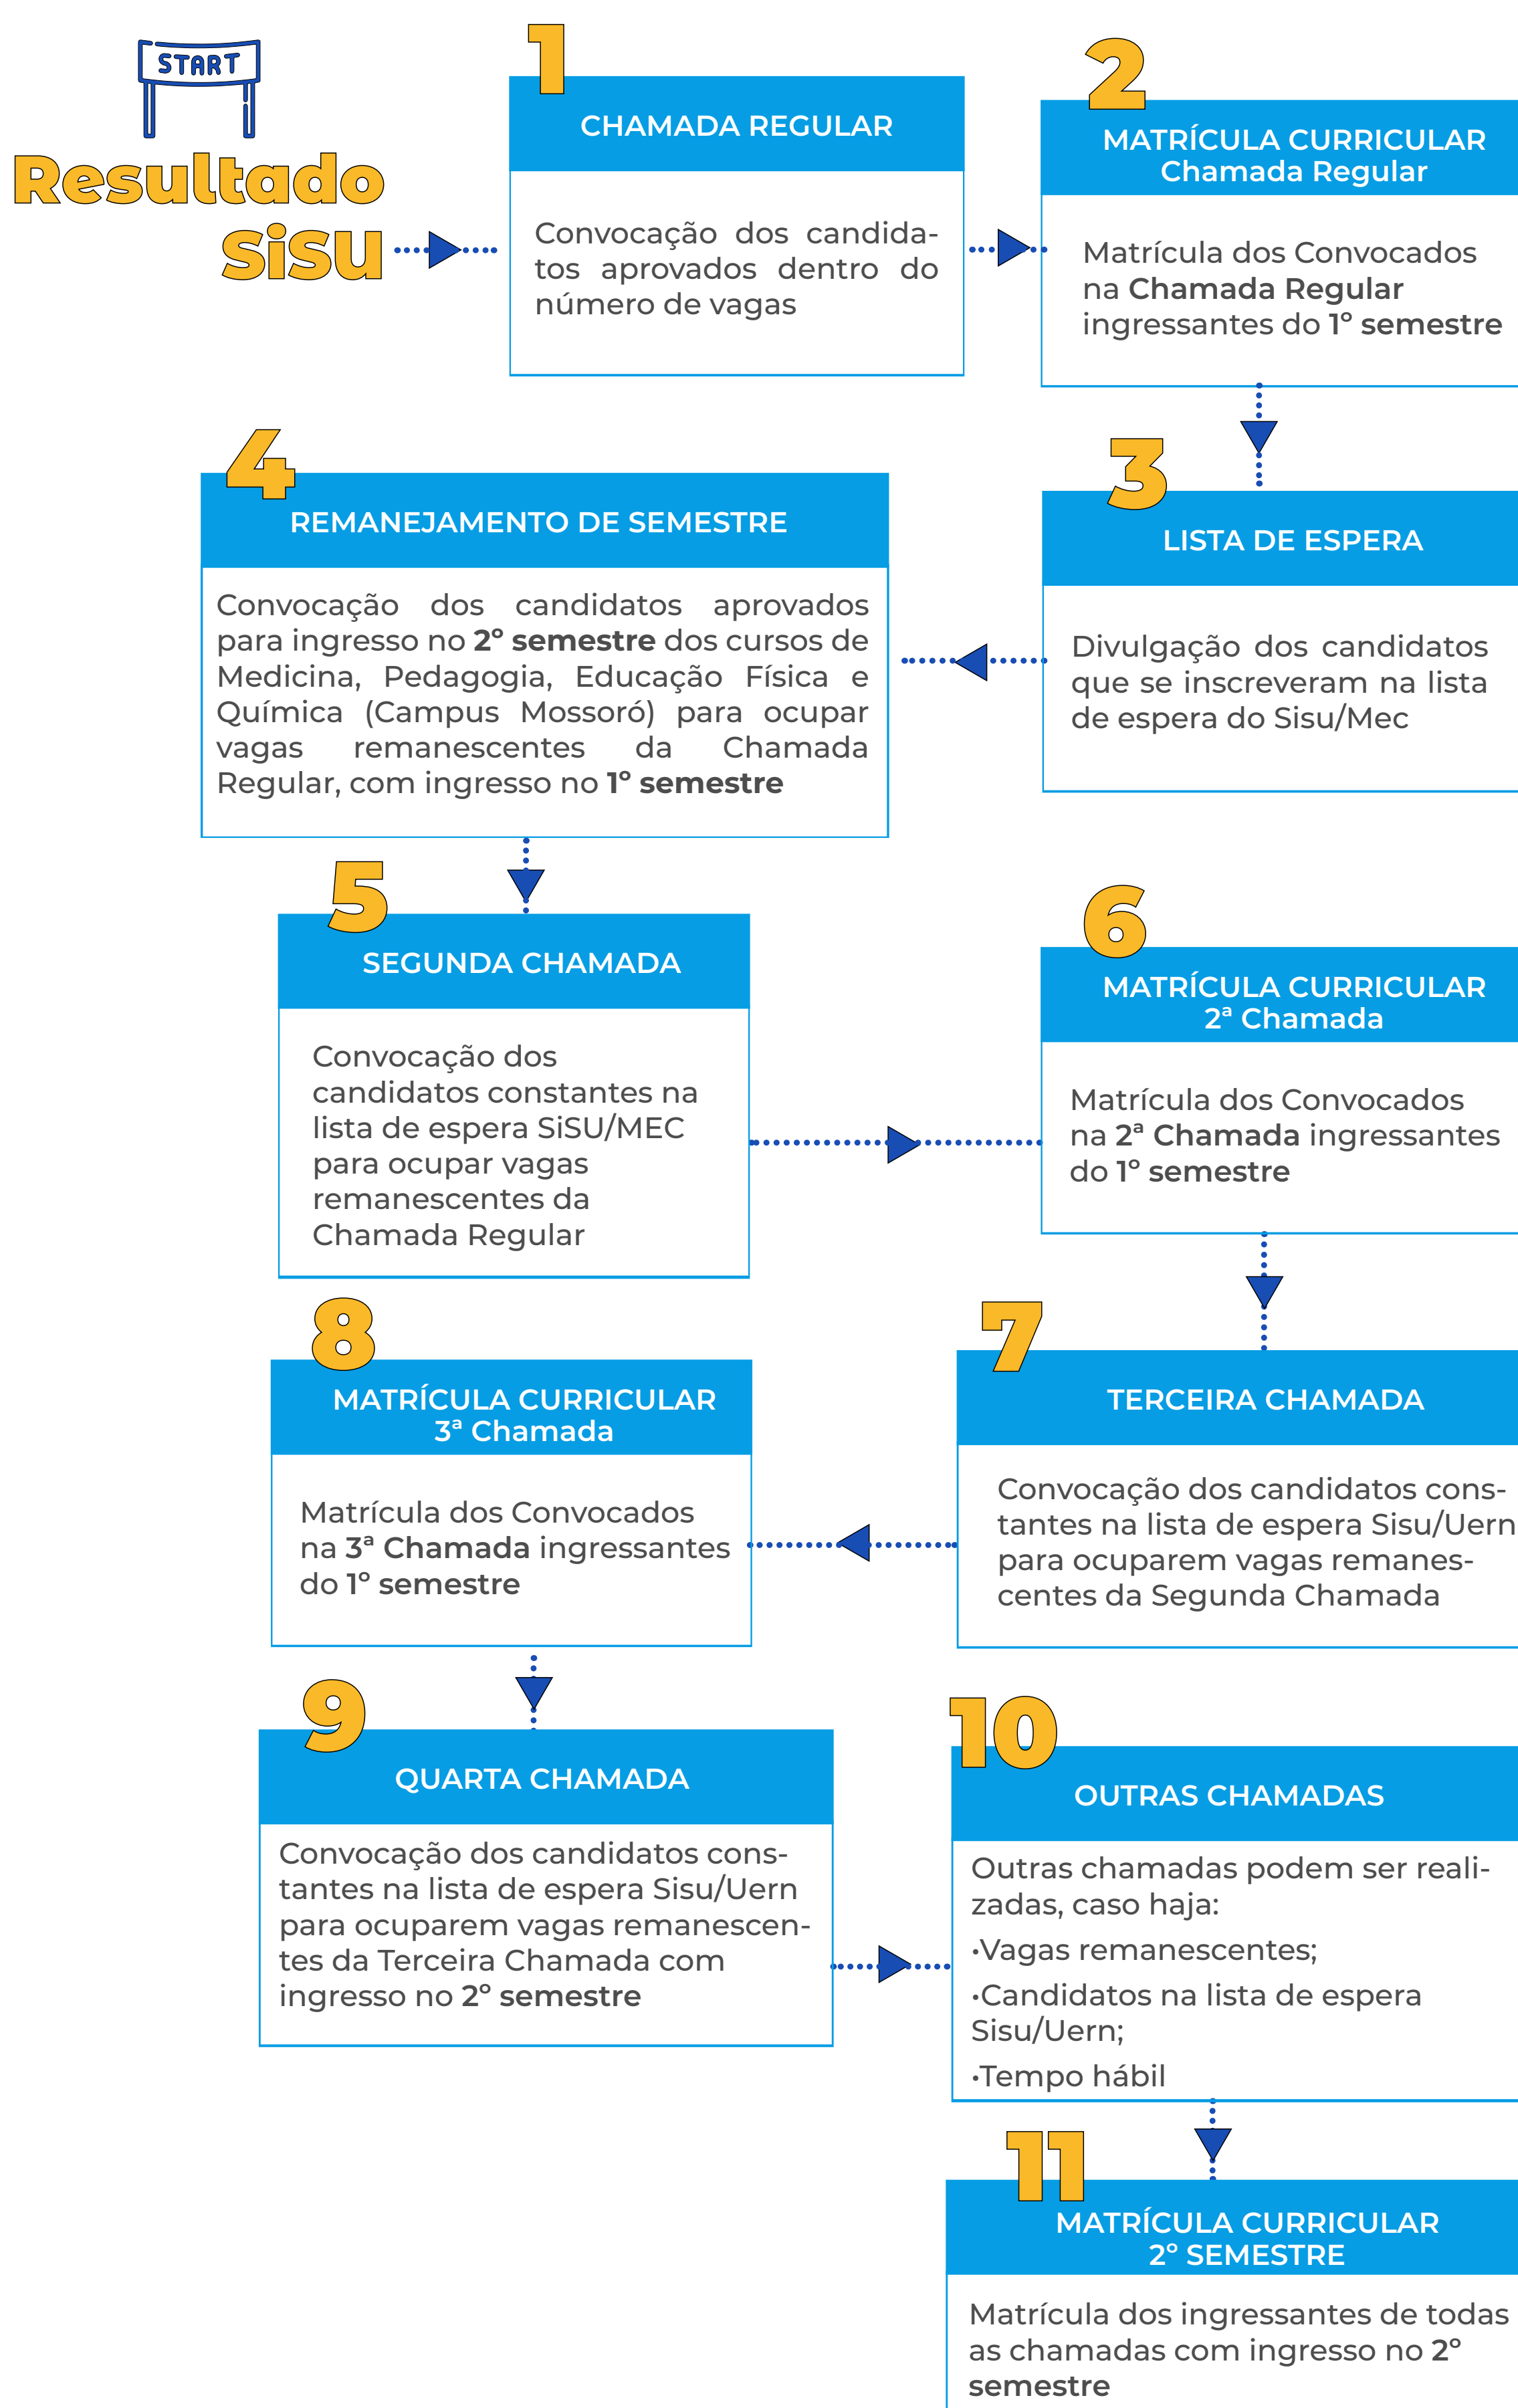 START
Resultado
SiSU
1
CHAMADA REGULAR
Convocação dos candida-
tos aprovados dentro do
número de vagas
2
MATRÍCULA CURRICULAR
Chamada Regular
Matrícula dos Convocados
na Chamada Regular
ingressantes do 1º semestre
3
LISTA DE ESPERA
Divulgação dos candidatos
que se inscreveram na lista
de espera do Sisu/Mec
4
REMANEJAMENTO DE SEMESTRE
Convocação dos candidatos aprovados
para ingresso no 2º semestre dos cursos de
Medicina, Pedagogia, Educação Física e
Química (Campus Mossoró) para ocupar
vagas remanescentes da Chamada
Regular, com ingresso no 1º semestre
5
SEGUNDA CHAMADA
Convocação dos
candidatos constantes na
lista de espera SiSU/MEC
para ocupar vagas
remanescentes da
Chamada Regular
6
MATRÍCULA CURRICULAR
2ª Chamada
Matrícula dos Convocados
na 2ª Chamada ingressantes
do 1º semestre
7
TERCEIRA CHAMADA
Convocação dos candidatos cons-
tantes na lista de espera Sisu/Uern
para ocuparem vagas remanes-
centes da Segunda Chamada
8
MATRÍCULA CURRICULAR
3ª Chamada
Matrícula dos Convocados
na 3ª Chamada ingressantes
do 1º semestre
9
QUARTA CHAMADA
Convocação dos candidatos cons-
tantes na lista de espera Sisu/Uern
para ocuparem vagas remanescen-
tes da Terceira Chamada com
ingresso no 2º semestre
10
OUTRAS CHAMADAS
Outras chamadas podem ser reali-
zadas, caso haja:
•Vagas remanescentes;
•Candidatos na lista de espera
Sisu/Uern;
•Tempo hábil
11
MATRÍCULA CURRICULAR
2º SEMESTRE
Matrícula dos ingressantes de todas
as chamadas com ingresso no 2º
semestre